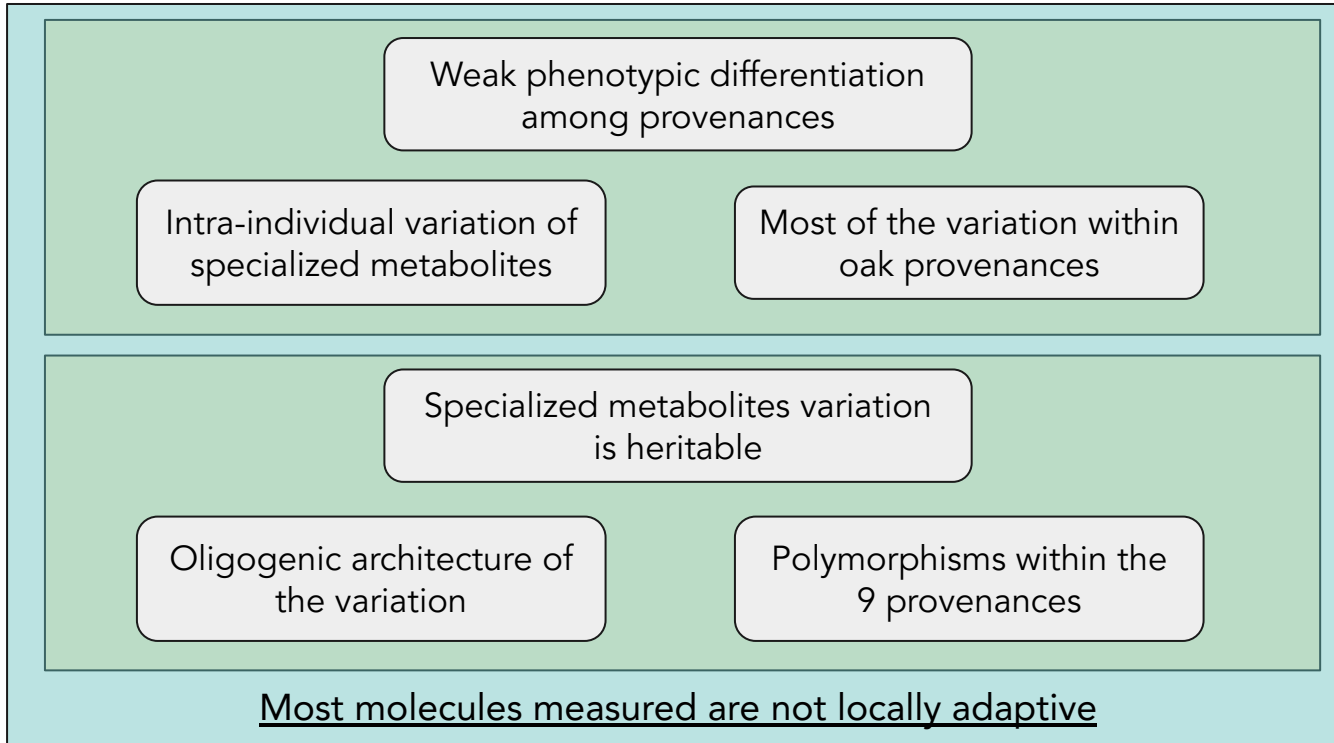 Weak phenotypic differentiation
among provenances
Intra-individual variation of
specialized metabolites
Most of the variation within
oak provenances
Specialized metabolites variation
is heritable
Oligogenic architecture of
the variation
Polymorphisms within the
9 provenances
Most molecules measured are not locally adaptive